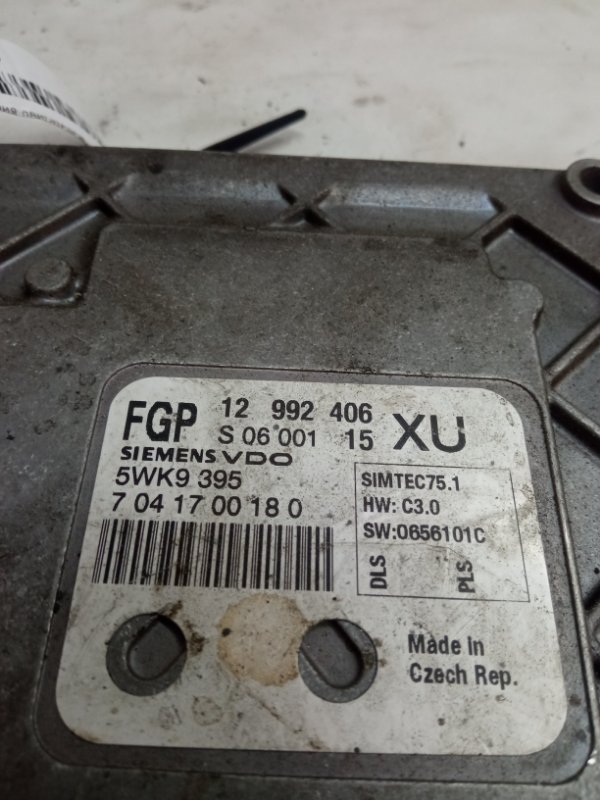 FGP 12 992 406 XU
S 06 001 15
SIEMENS VDO
5WK9 395
7 04 17 00 18 0
SIMTEC75.1
HW: C3.0
SW:0656101C
DLS PLS
Made in
Czech Rep.